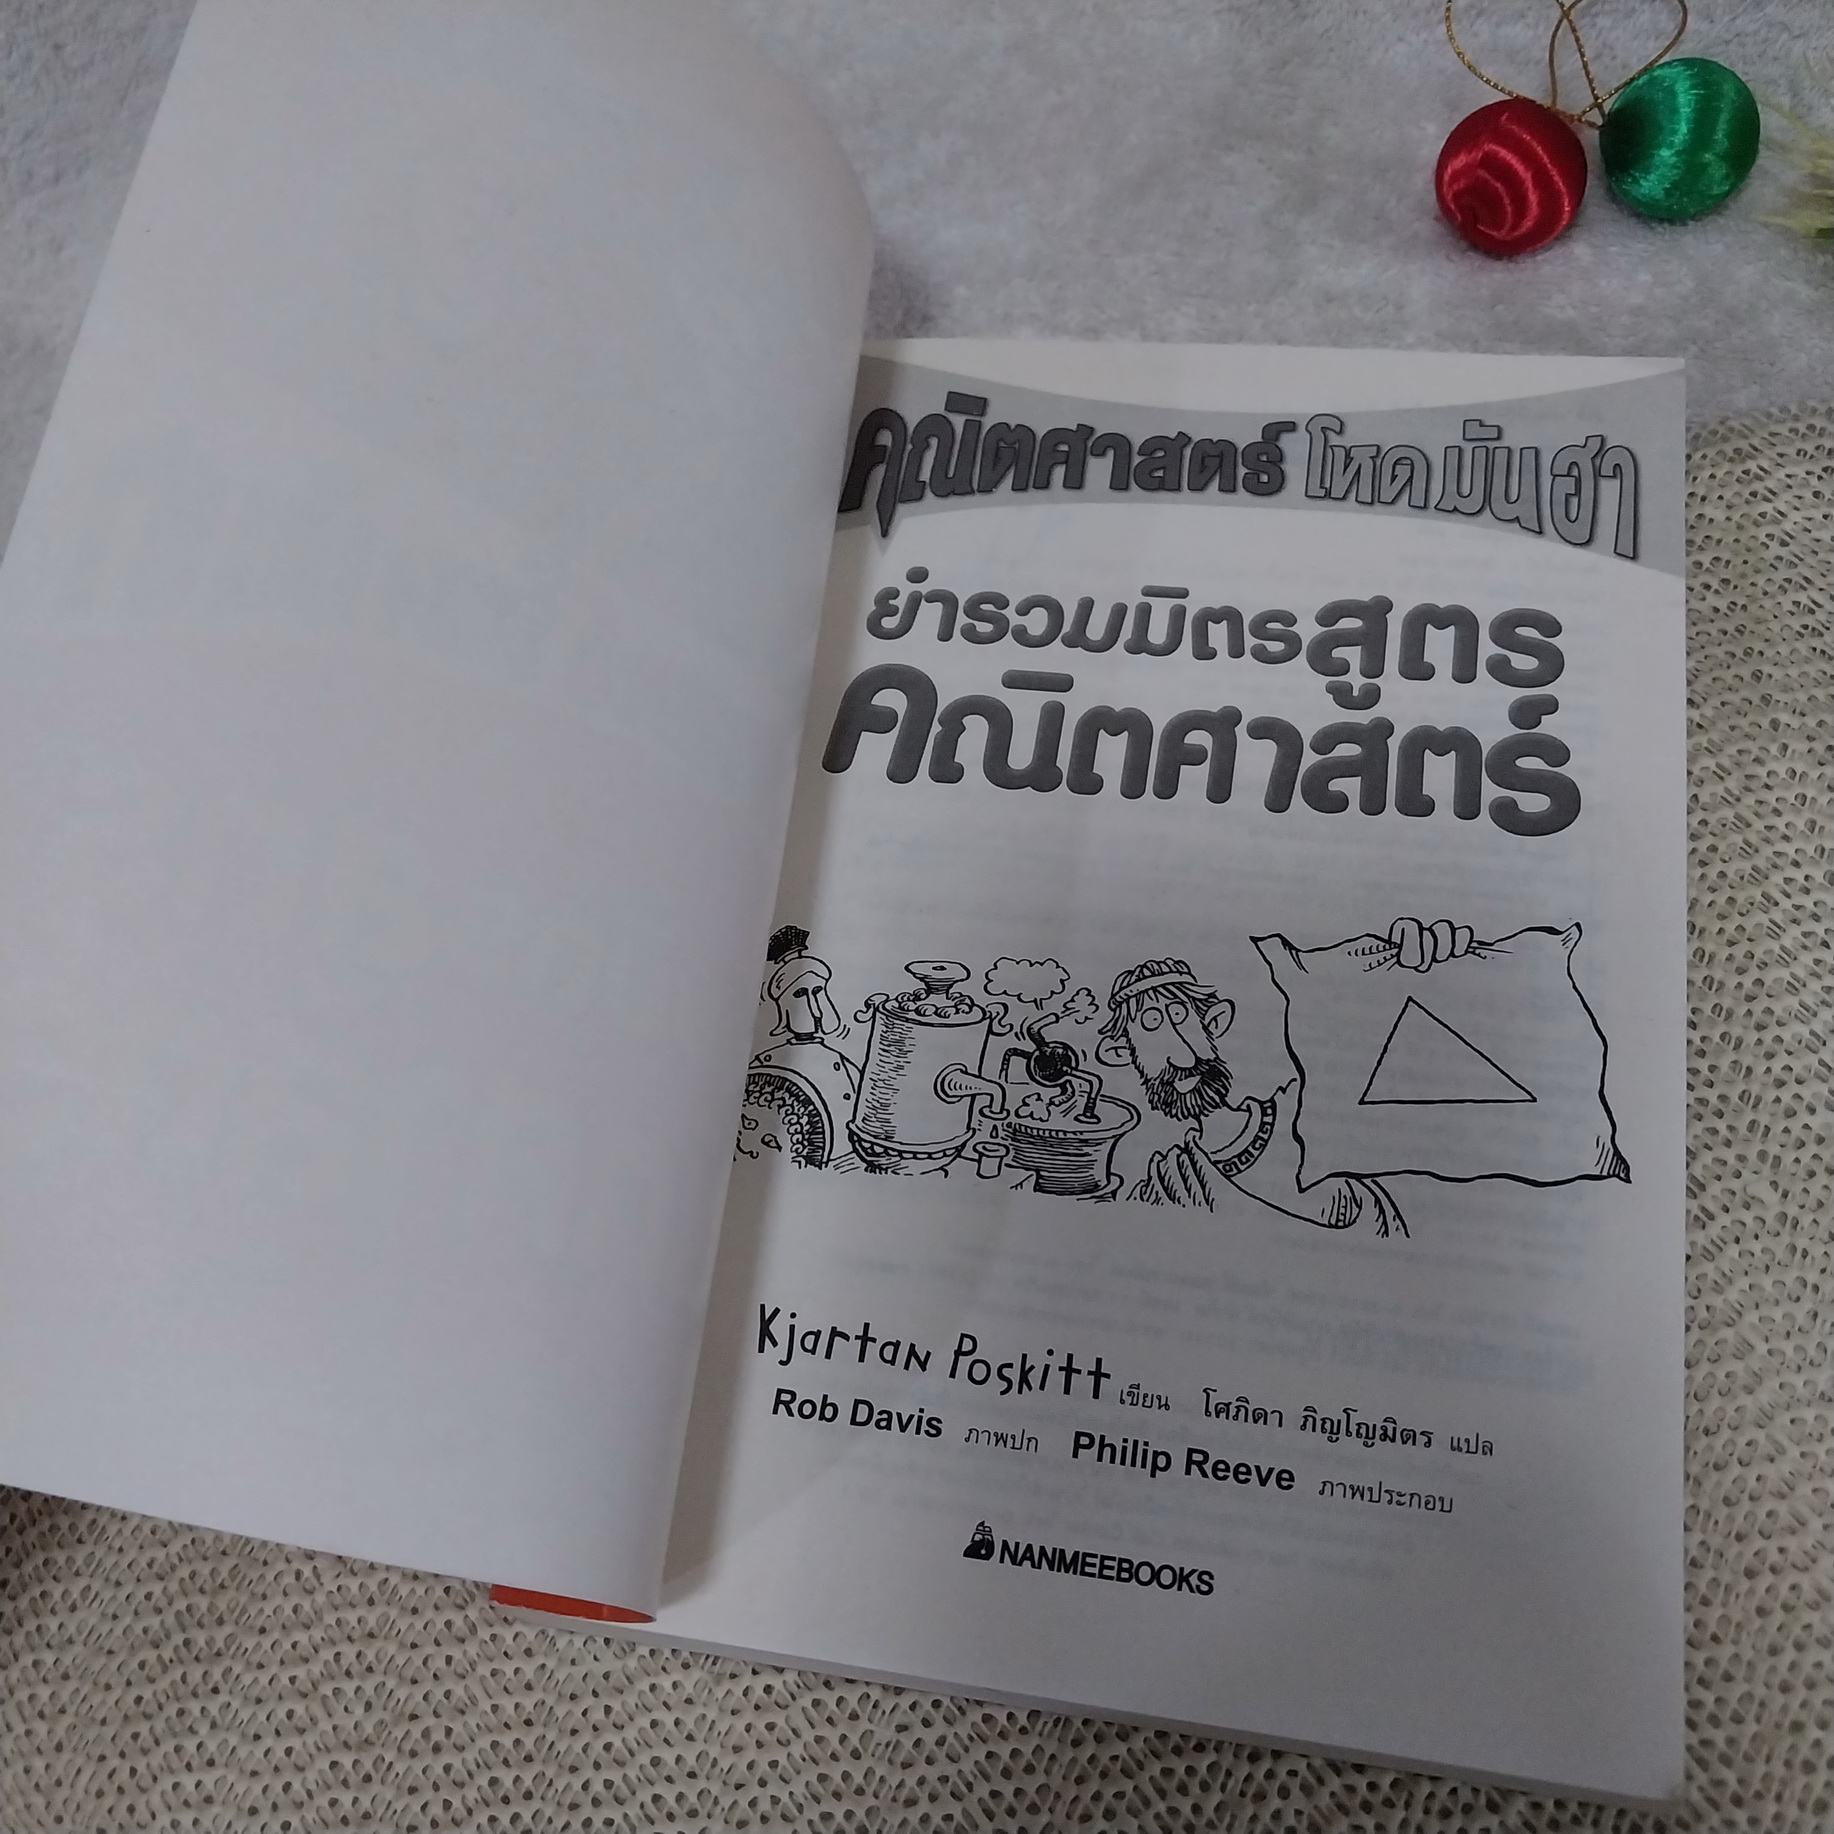 คณิตศาสตร์ โหด มัน ฮา
ยำรวมมิตรสูตร
คณิตศาสตร์
Kjartan Poskitt เขียน โศภิดา ภิญโญมิตร แปล
Rob Davis ภาพปก Philip Reeve ภาพประกอบ
NANMEEBOOKS